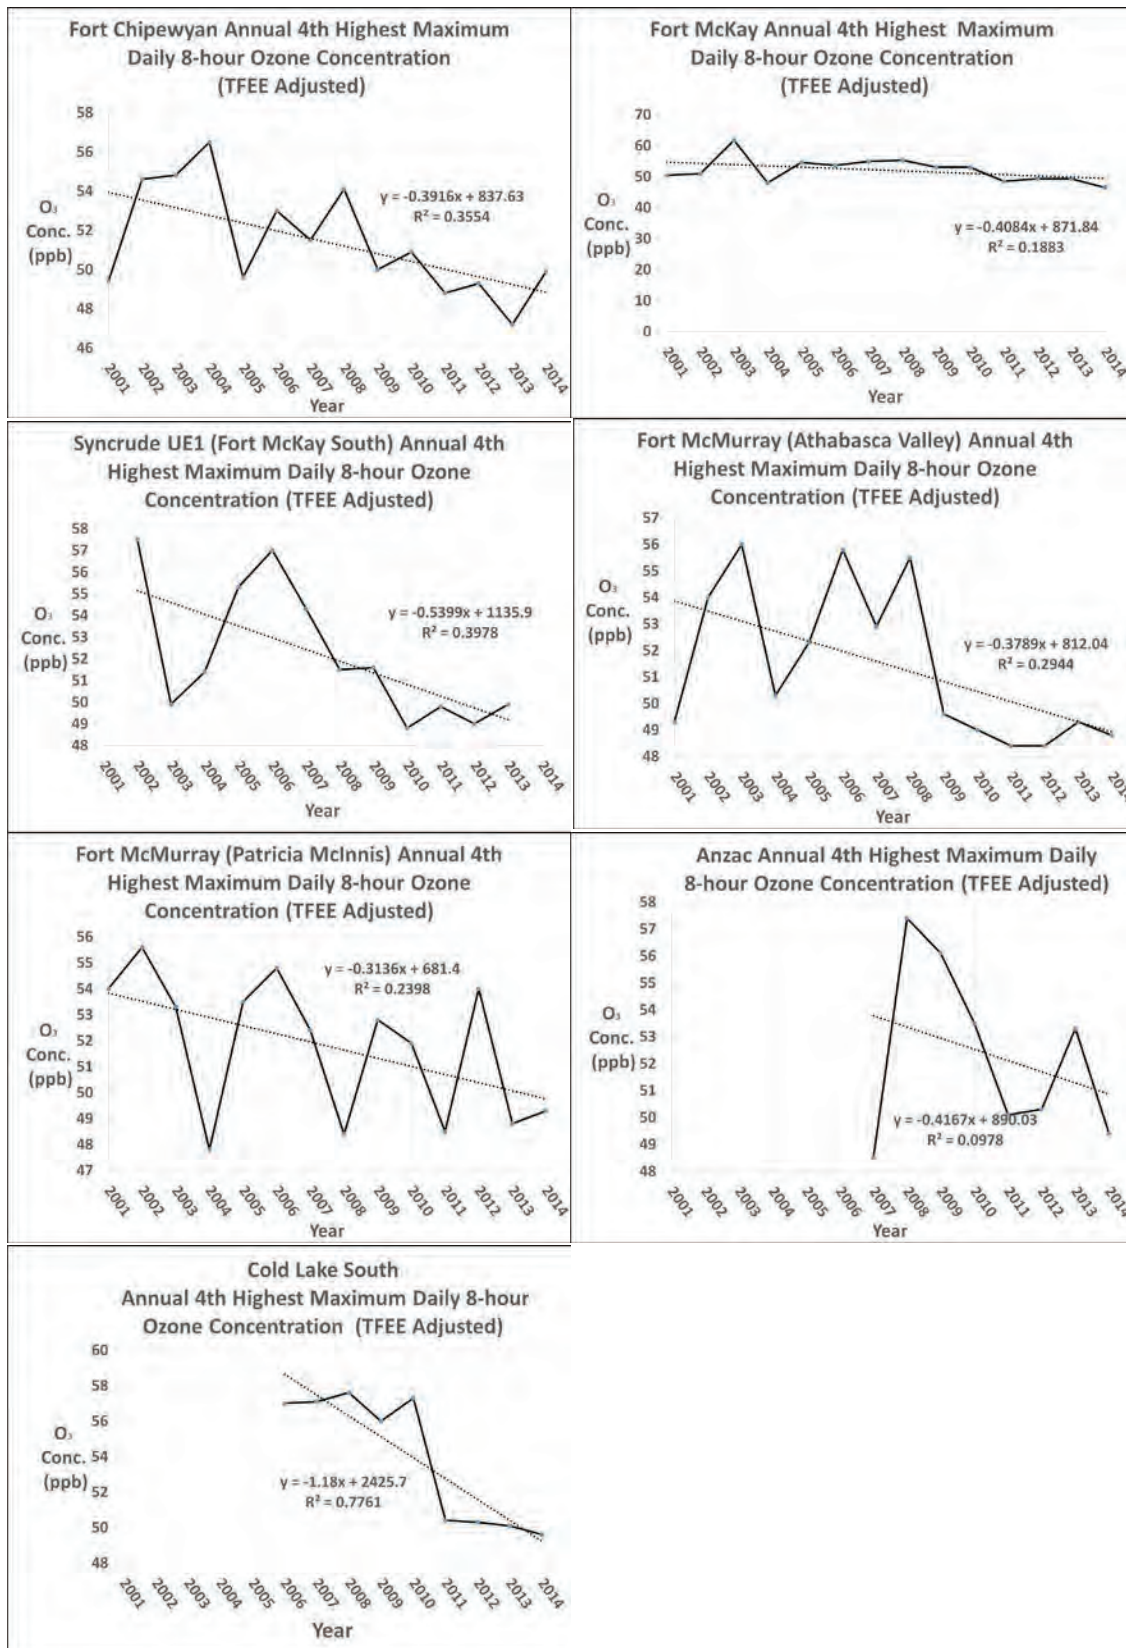 Fort Chipewyan Annual 4th Highest Maximum
Daily 8-hour Ozone Concentration
(TFEE Adjusted)
58
56
54
52
50
48
46
O₃
Conc.
(ppb)
y = -0.3916x + 837.63
R² = 0.3554
2001
2002
2003
2004
2005
2006
2007
2008
2009
2010
2011
2012
2013
2014
Year
Fort McKay Annual 4th Highest Maximum
Daily 8-hour Ozone Concentration
(TFEE Adjusted)
70
60
50
40
30
20
10
0
O₃
Conc.
(ppb)
y = -0.4084x + 871.84
R² = 0.1883
2001
2002
2003
2004
2005
2006
2007
2008
2009
2010
2011
2012
2013
2014
Year
Syncrude UE1 (Fort McKay South) Annual 4th
Highest Maximum Daily 8-hour Ozone
Concentration (TFEE Adjusted)
58
57
56
55
54
53
52
51
50
49
48
O₃
Conc.
(ppb)
y = -0.5399x + 1135.9
R² = 0.3978
2001
2002
2003
2004
2005
2006
2007
2008
2009
2010
2011
2012
2013
2014
Year
Fort McMurray (Athabasca Valley) Annual 4th
Highest Maximum Daily 8-hour Ozone
Concentration (TFEE Adjusted)
57
56
55
54
53
52
51
50
49
48
O₃
Conc.
(ppb)
y = -0.3789x + 812.04
R² = 0.2944
2001
2002
2003
2004
2005
2006
2007
2008
2009
2010
2011
2012
2013
2014
Year
Fort McMurray (Patricia McInnis) Annual 4th
Highest Maximum Daily 8-hour Ozone
Concentration (TFEE Adjusted)
56
55
54
53
52
51
50
49
48
47
O₃
Conc.
(ppb)
y = -0.3136x + 681.4
R² = 0.2398
2001
2002
2003
2004
2005
2006
2007
2008
2009
2010
2011
2012
2013
2014
Year
Anzac Annual 4th Highest Maximum Daily
8-hour Ozone Concentration (TFEE Adjusted)
58
57
56
55
54
53
52
51
50
49
48
O₃
Conc.
(ppb)
y = -0.4167x + 890.03
R² = 0.0978
2001
2002
2003
2004
2005
2006
2017
2008
2009
2010
2011
2012
2013
2014
Year
Cold Lake South
Annual 4th Highest Maximum Daily 8-hour
Ozone Concentration (TFEE Adjusted)
60
58
56
54
52
50
48
O₃
Conc.
(ppb)
y = -1.18x + 2425.7
R² = 0.7761
2001
2002
2003
2004
2005
2006
2007
2008
2009
2010
2011
2012
2013
2014
Year